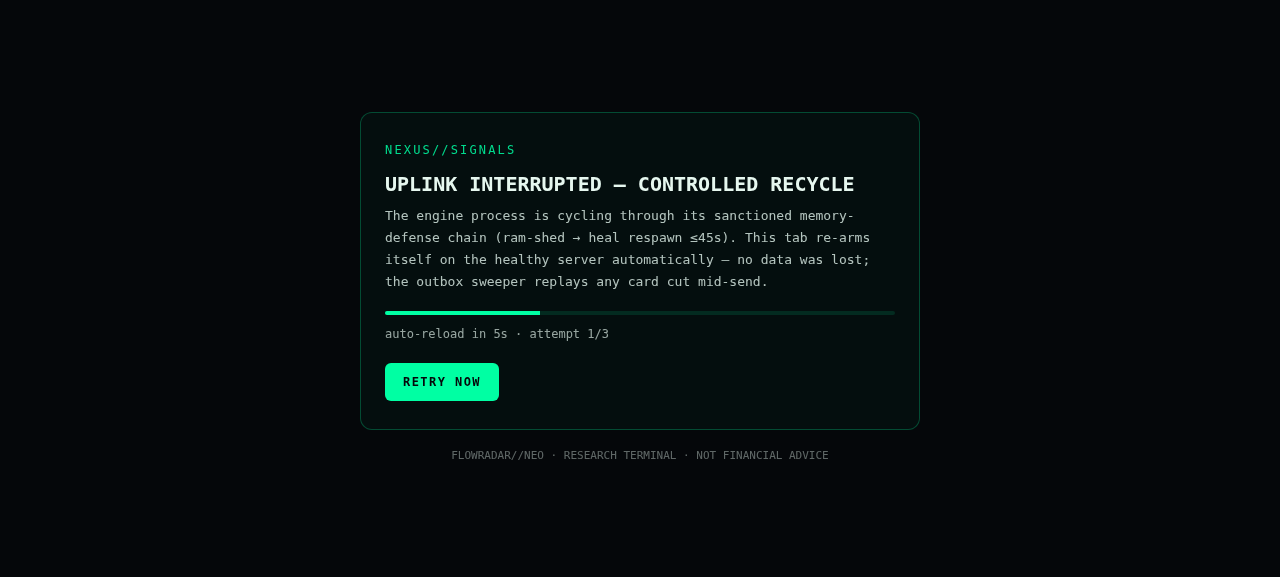 NEXUS//SIGNALS
UPLINK INTERRUPTED — CONTROLLED RECYCLE
The engine process is cycling through its sanctioned memory-
defense chain (ram-shed → heal respawn ≤45s). This tab re-arms
itself on the healthy server automatically — no data was lost;
the outbox sweeper replays any card cut mid-send.
auto-reload in 5s · attempt 1/3
RETRY NOW
FLOWRADAR//NEO · RESEARCH TERMINAL · NOT FINANCIAL ADVICE